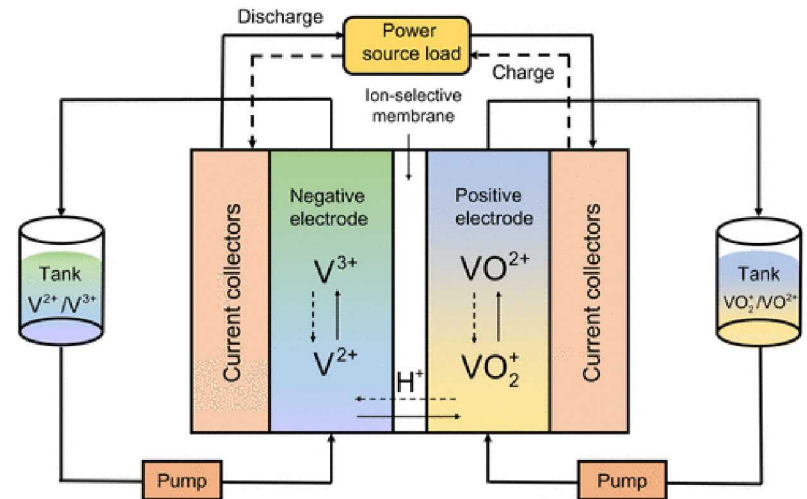 Discharge
Power
source load
Charge
Ion-selective
membrane
Current collectors
Negative
electrode
V³⁺
V²⁺
Positive
electrode
VO²⁺
VO₂⁺
H⁺
Current collectors
Tank
V²⁺/V³⁺
Tank
VO₂⁺/VO²⁺
Pump
Pump